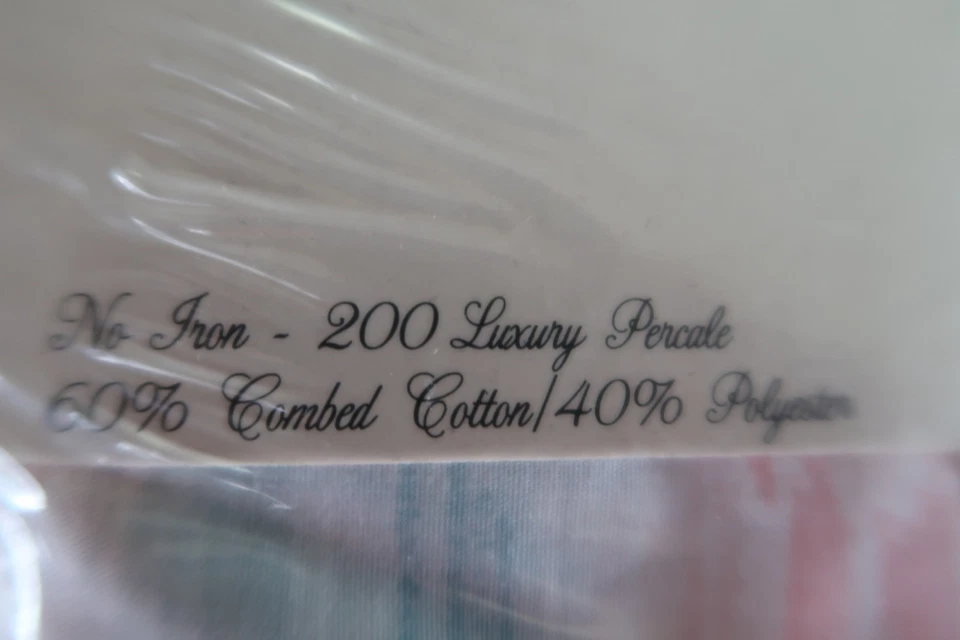 No Iron - 200 Luxury Percale
60% Combed Cotton/40% Polyester